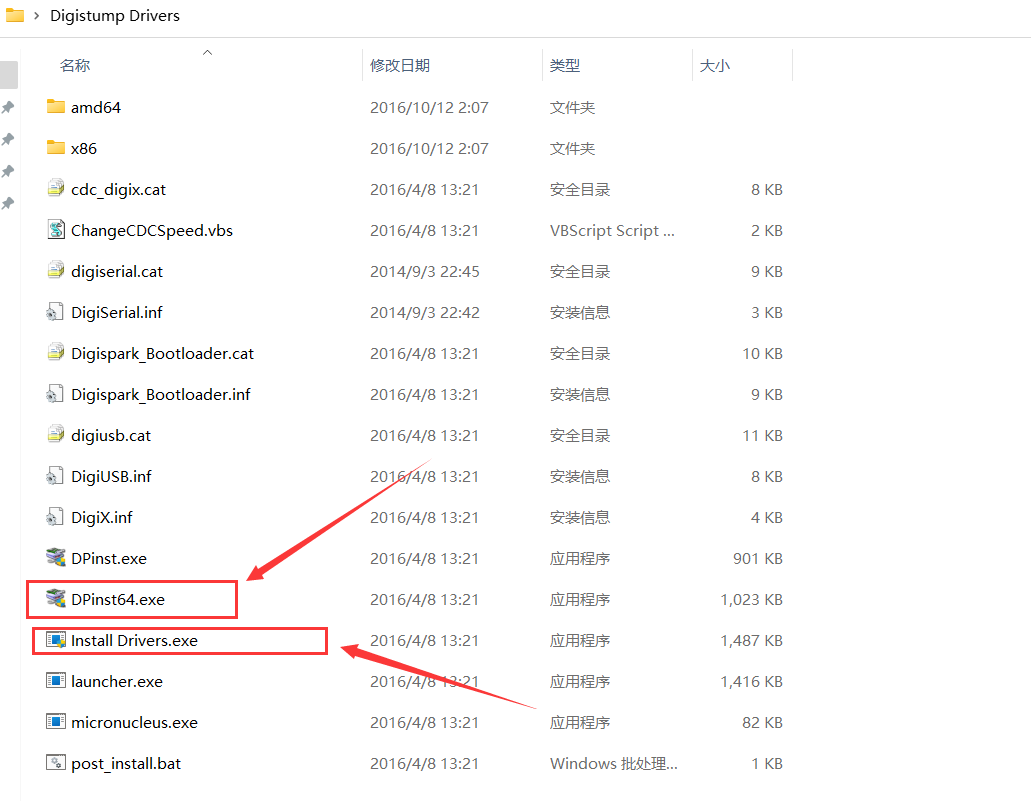 Digistump Drivers
名称 修改日期 类型 大小
amd64 2016/10/12 2:07 文件夹
x86 2016/10/12 2:07 文件夹
cdc_digix.cat 2016/4/8 13:21 安全目录 8 KB
ChangeCDCSpeed.vbs 2016/4/8 13:21 VBScript Script ... 2 KB
digiserial.cat 2014/9/3 22:45 安全目录 9 KB
DigiSerial.inf 2014/9/3 22:42 安装信息 3 KB
Digispark_Bootloader.cat 2016/4/8 13:21 安全目录 10 KB
Digispark_Bootloader.inf 2016/4/8 13:21 安装信息 9 KB
digiusb.cat 2016/4/8 13:21 安全目录 11 KB
DigiUSB.inf 2016/4/8 13:21 安装信息 8 KB
DigiX.inf 2016/4/8 13:21 安装信息 4 KB
DPinst.exe 2016/4/8 13:21 应用程序 901 KB
DPinst64.exe 2016/4/8 13:21 应用程序 1,023 KB
Install Drivers.exe 2016/4/8 13:21 应用程序 1,487 KB
launcher.exe 2016/4/8 13:21 应用程序 1,416 KB
micronucleus.exe 2016/4/8 13:21 应用程序 82 KB
post_install.bat 2016/4/8 13:21 Windows 批处理... 1 KB